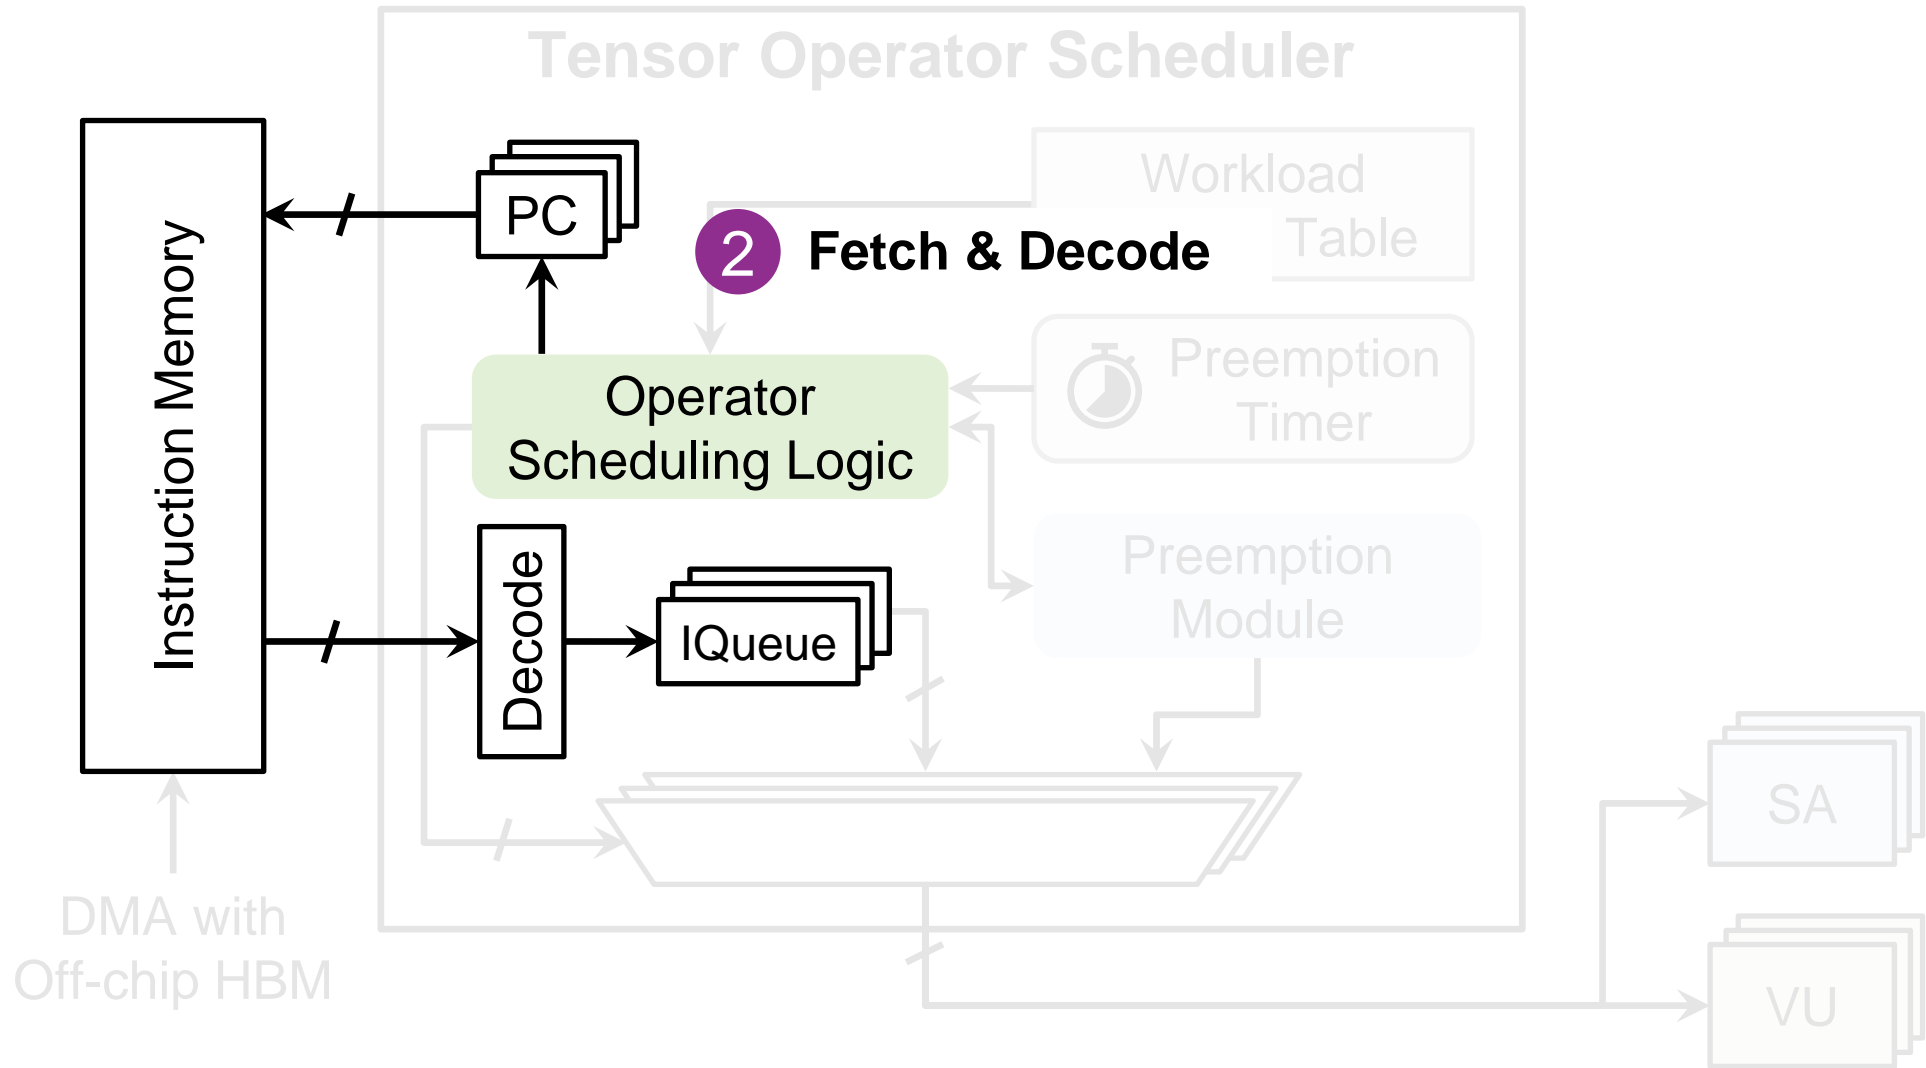 Tensor Operator Scheduler
Instruction Memory
PC
Workload
Table
2 Fetch & Decode
Operator
Scheduling Logic
Preemption
Timer
Decode
IQueue
Preemption
Module
DMA with
Off-chip HBM
SA
VU